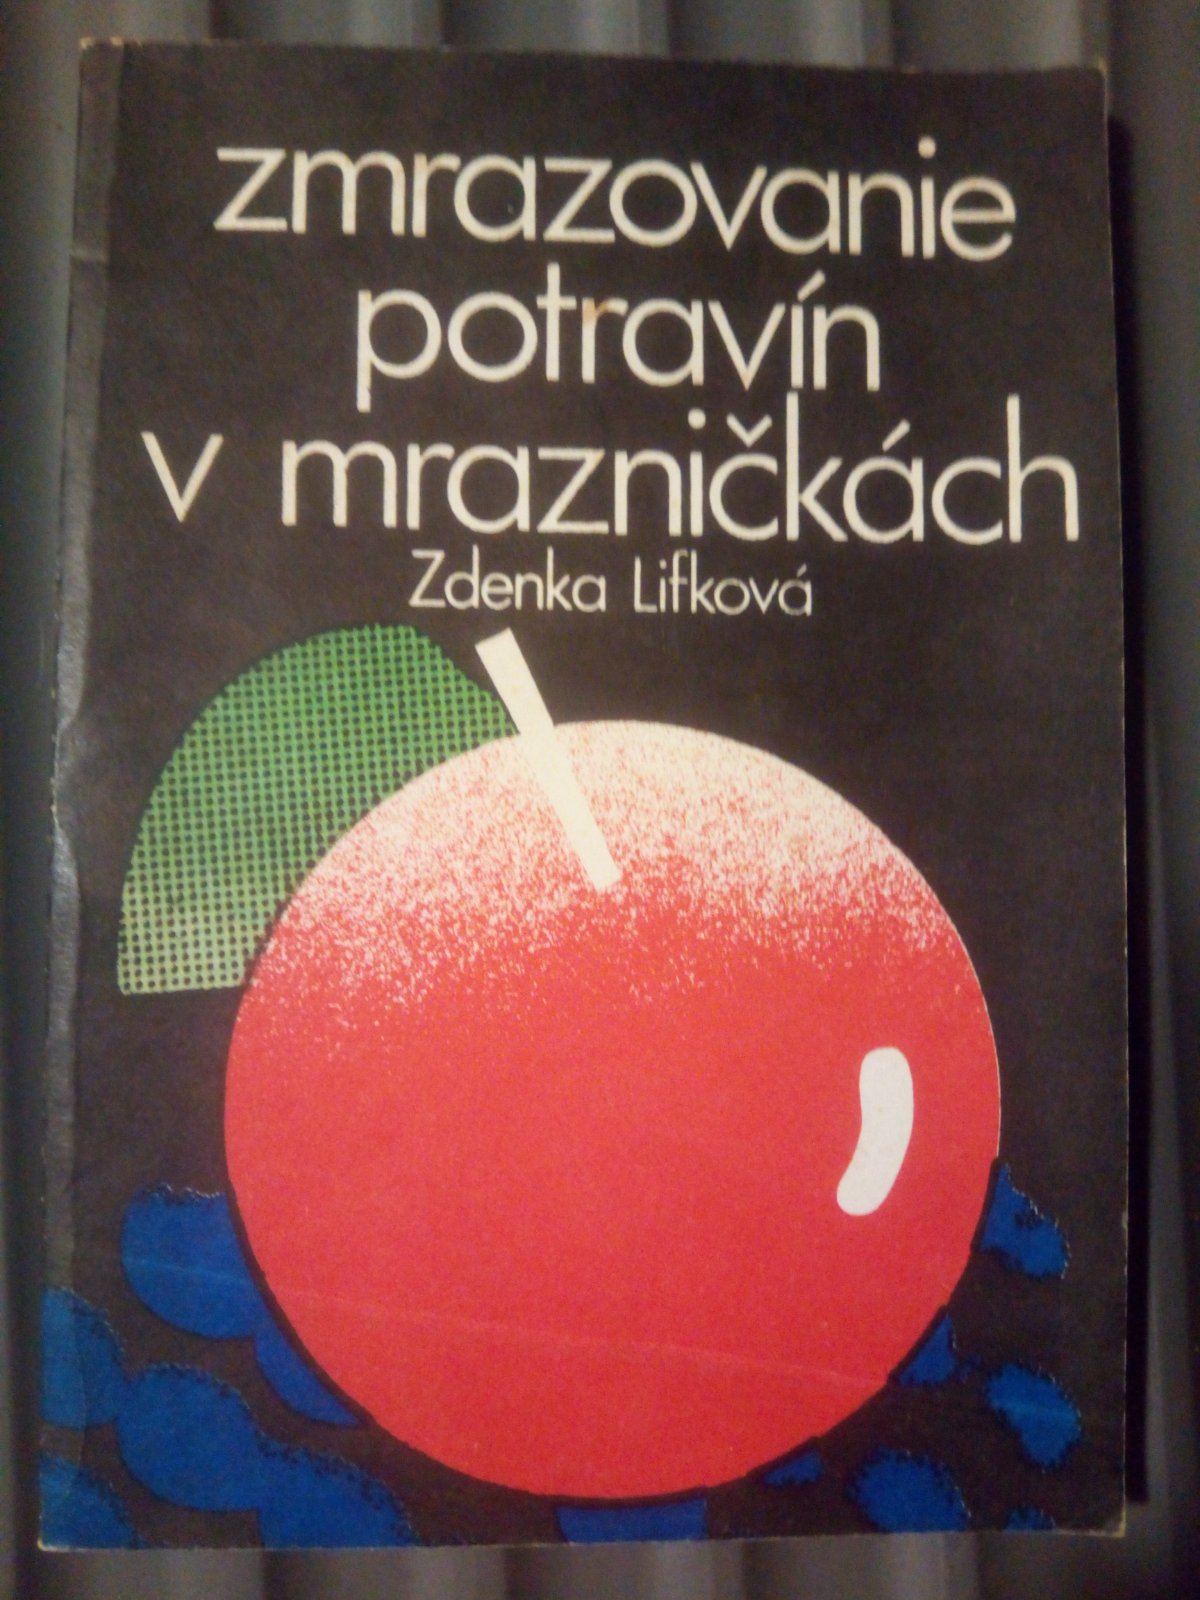 zmrazovanie
potravín
v mrazničkách
Zdenka Lifková